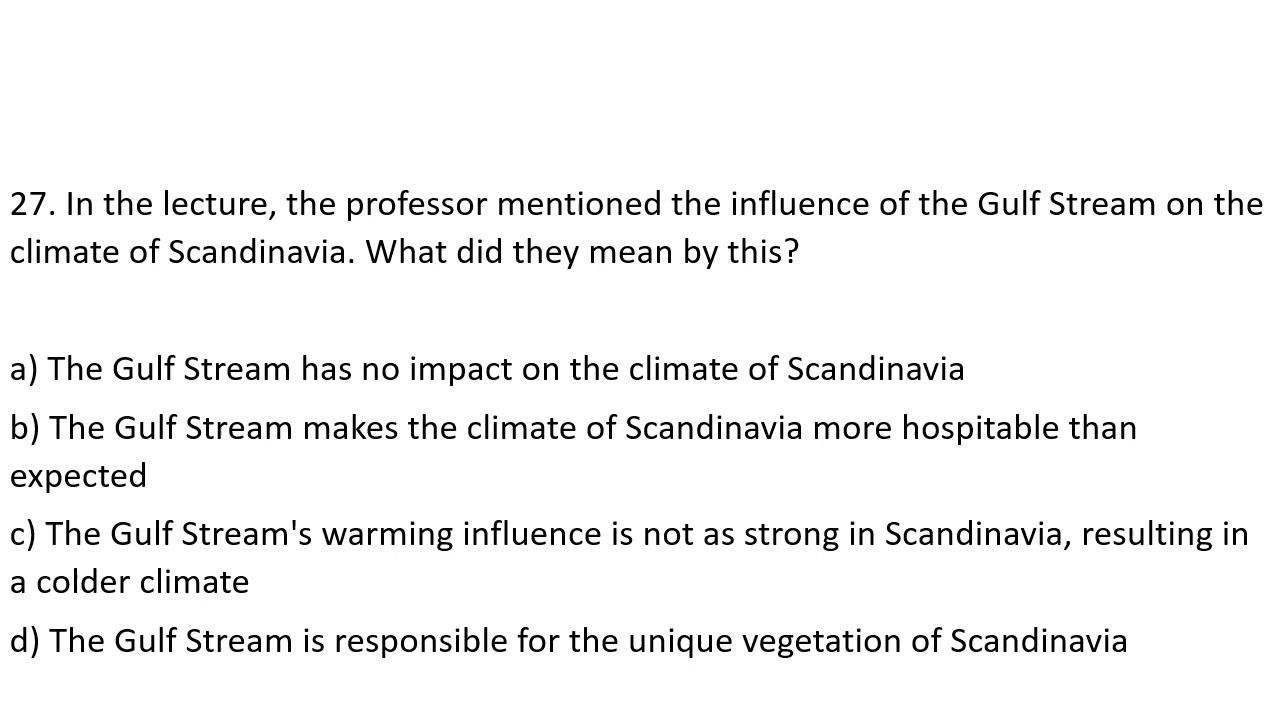 27. In the lecture, the professor mentioned the influence of the Gulf Stream on the
climate of Scandinavia. What did they mean by this?
a) The Gulf Stream has no impact on the climate of Scandinavia
b) The Gulf Stream makes the climate of Scandinavia more hospitable than
expected
c) The Gulf Stream's warming influence is not as strong in Scandinavia, resulting in
a colder climate
d) The Gulf Stream is responsible for the unique vegetation of Scandinavia